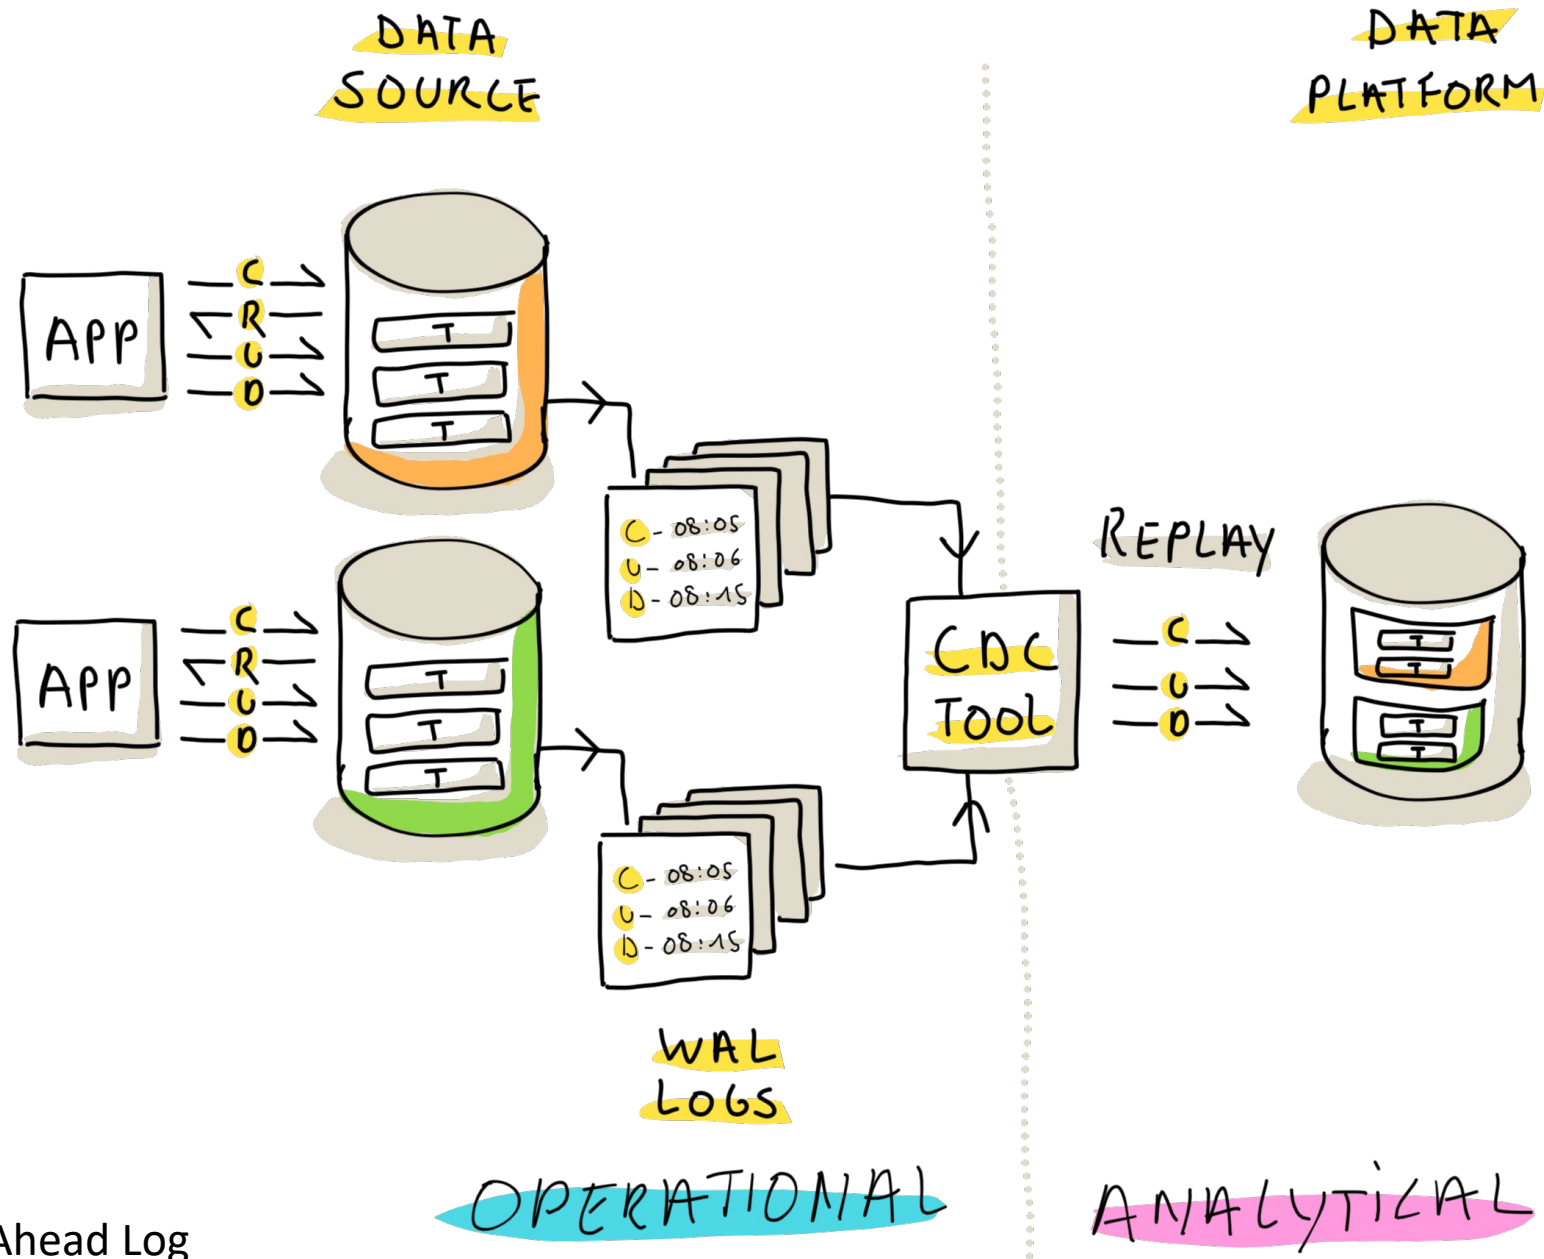 DATA
SOURCE
DATA
PLATFORM
APP
C
R
U
D
T
T
T
C - 08:05
U - 08:06
D - 08:15
APP
C
R
U
D
T
T
T
C - 08:05
U - 08:06
D - 08:15
WAL
LOGS
CDC
TOOL
REPLAY
C
U
D
T
T
T
T
OPERATIONAL
ANALYTICAL
Ahead Log